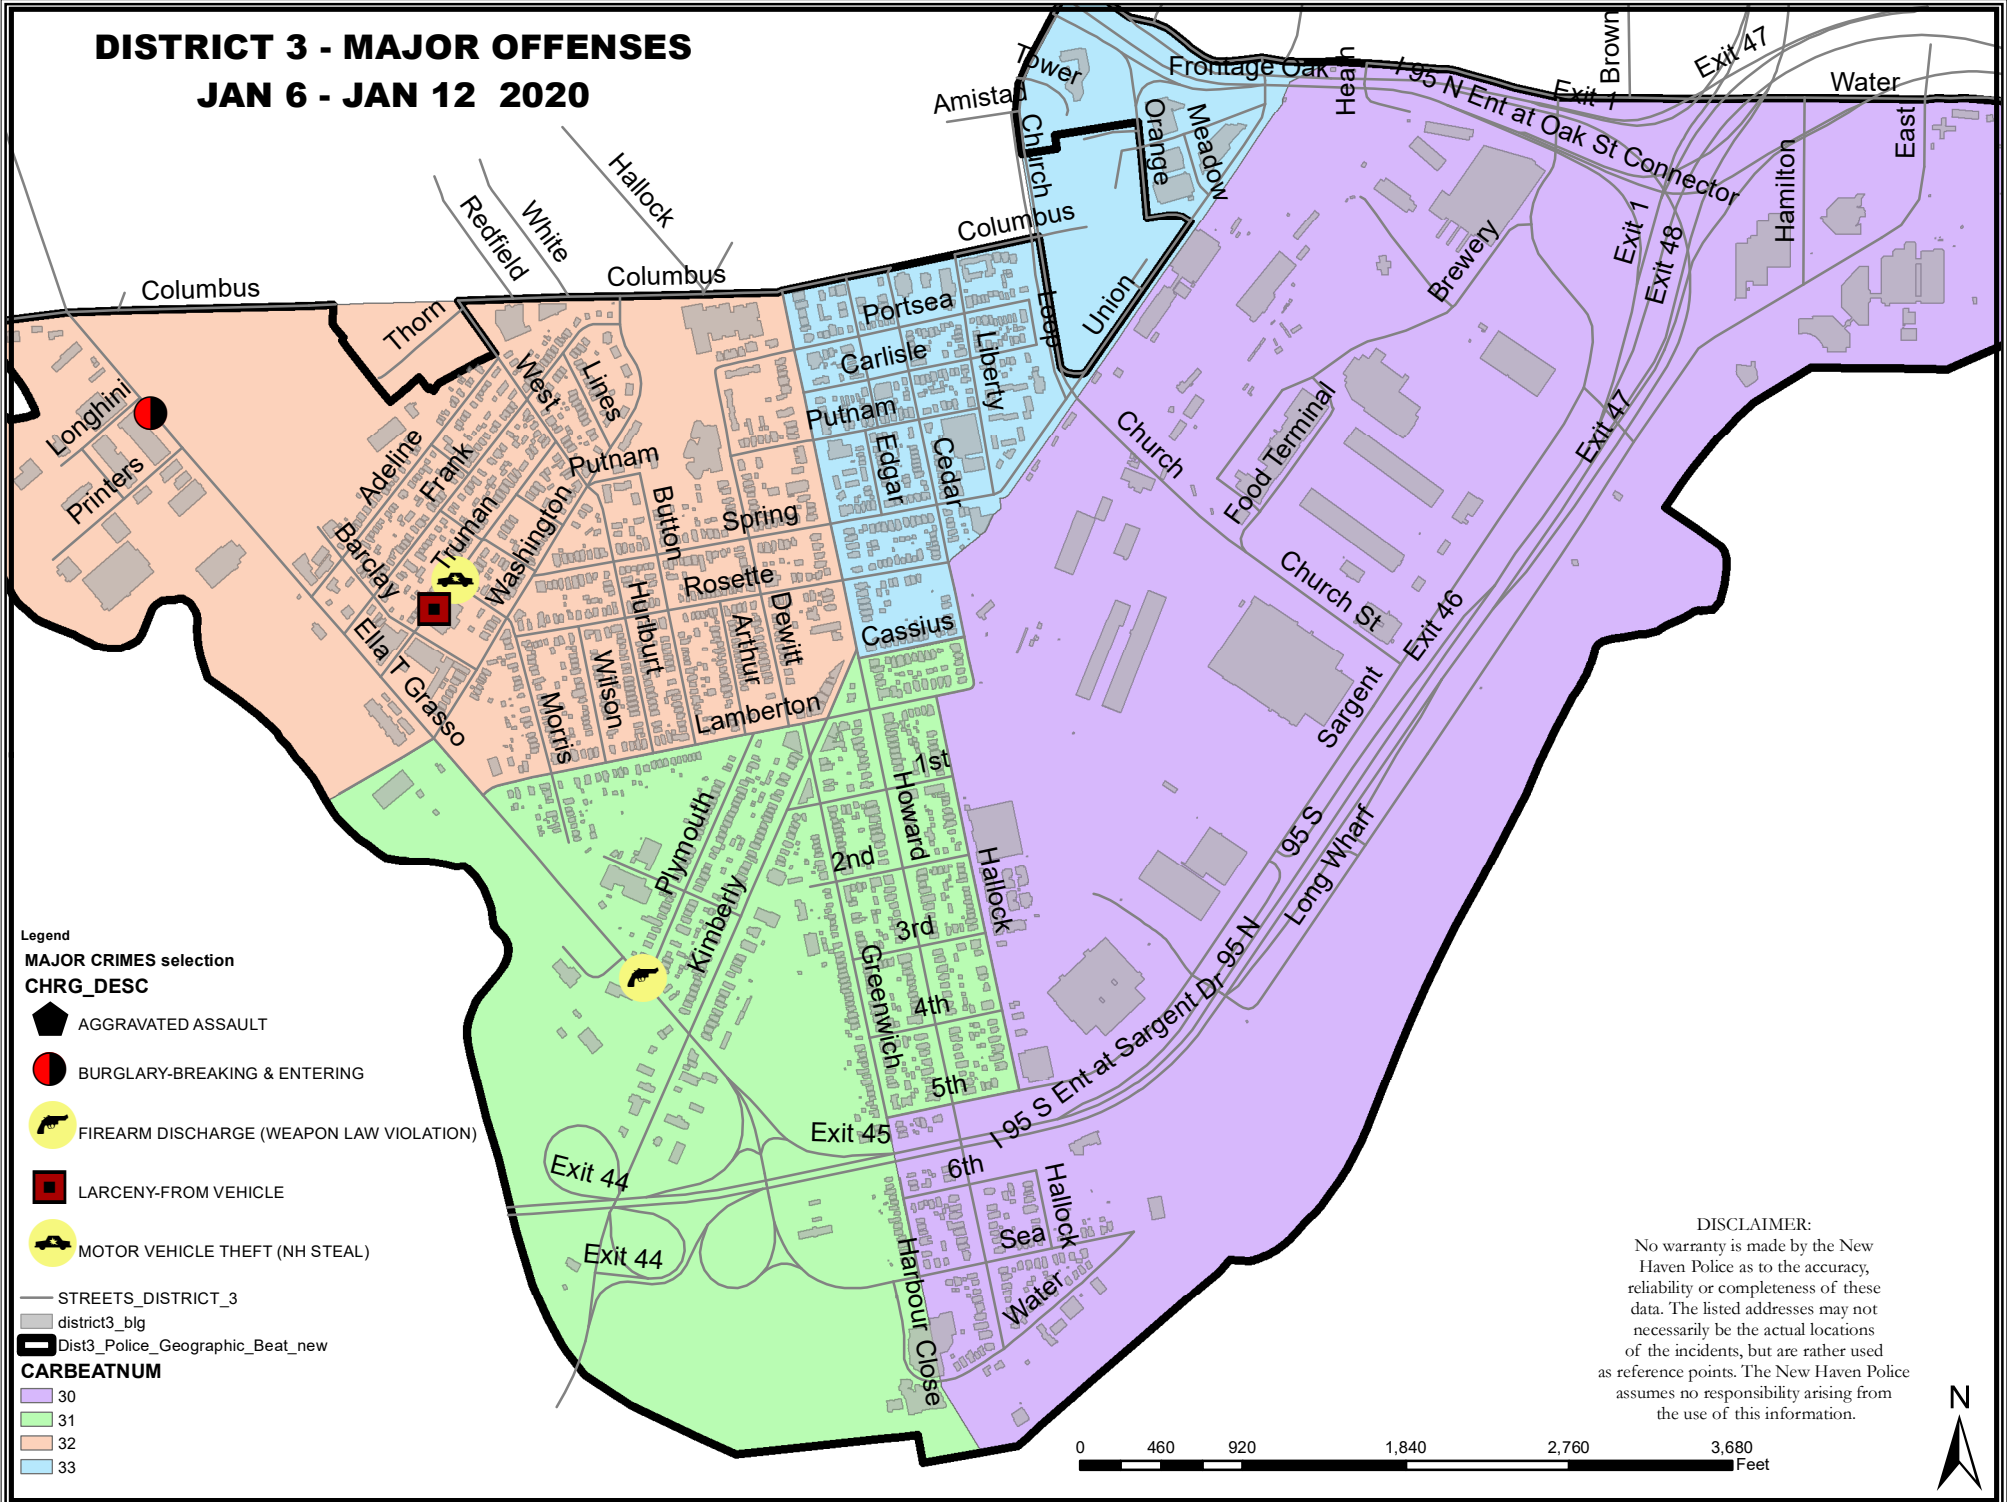 DISTRICT 3 - MAJOR OFFENSES
JAN 6 - JAN 12 2020
Tower
Amistad
Church
Orange
Meadow
Frontage Oak
Heath
I 95 N Ent at Oak St Connector
Exit 1
Brown
Exit 47
Water
East
Hamilton
Exit 1
Exit 48
Brewery
Hallock
White
Redfield
Columbus
Columbus
Columbus
Thorn
Portsea
Carlisle
Liberty
Loop
Union
Putnam
Edgar
Cedar
Cassius
Longhini
Printers
Adeline
Frank
Truman
West
Lines
Washington
Putnam
Button
Spring
Rosette
Barclay
Ella T Grasso
Hurlburt
Arthur
Dewitt
Wilson
Morris
Lamberton
Church
Food Terminal
Church St
Exit 47
Exit 46
Sargent
95 S
Long Wharf
95 N
I 95 S Ent at Sargent Dr
1st
Howard
2nd
Hallock
3rd
Greenwich
4th
5th
Plymouth
Kimberly
Exit 45
Exit 44
Exit 44
6th
Hallock
Sea
Water
Harbour Close
Legend
MAJOR CRIMES selection
CHRG_DESC
AGGRAVATED ASSAULT
BURGLARY-BREAKING & ENTERING
FIREARM DISCHARGE (WEAPON LAW VIOLATION)
LARCENY-FROM VEHICLE
MOTOR VEHICLE THEFT (NH STEAL)
STREETS_DISTRICT_3
district3_blg
Dist3_Police_Geographic_Beat_new
CARBEATNUM
30
31
32
33
DISCLAIMER:
No warranty is made by the New
Haven Police as to the accuracy,
reliability or completeness of these
data. The listed addresses may not
necessarily be the actual locations
of the incidents, but are rather used
as reference points. The New Haven Police
assumes no responsibility arising from
the use of this information.
N
0 460 920 1,840 2,760 3,680
Feet